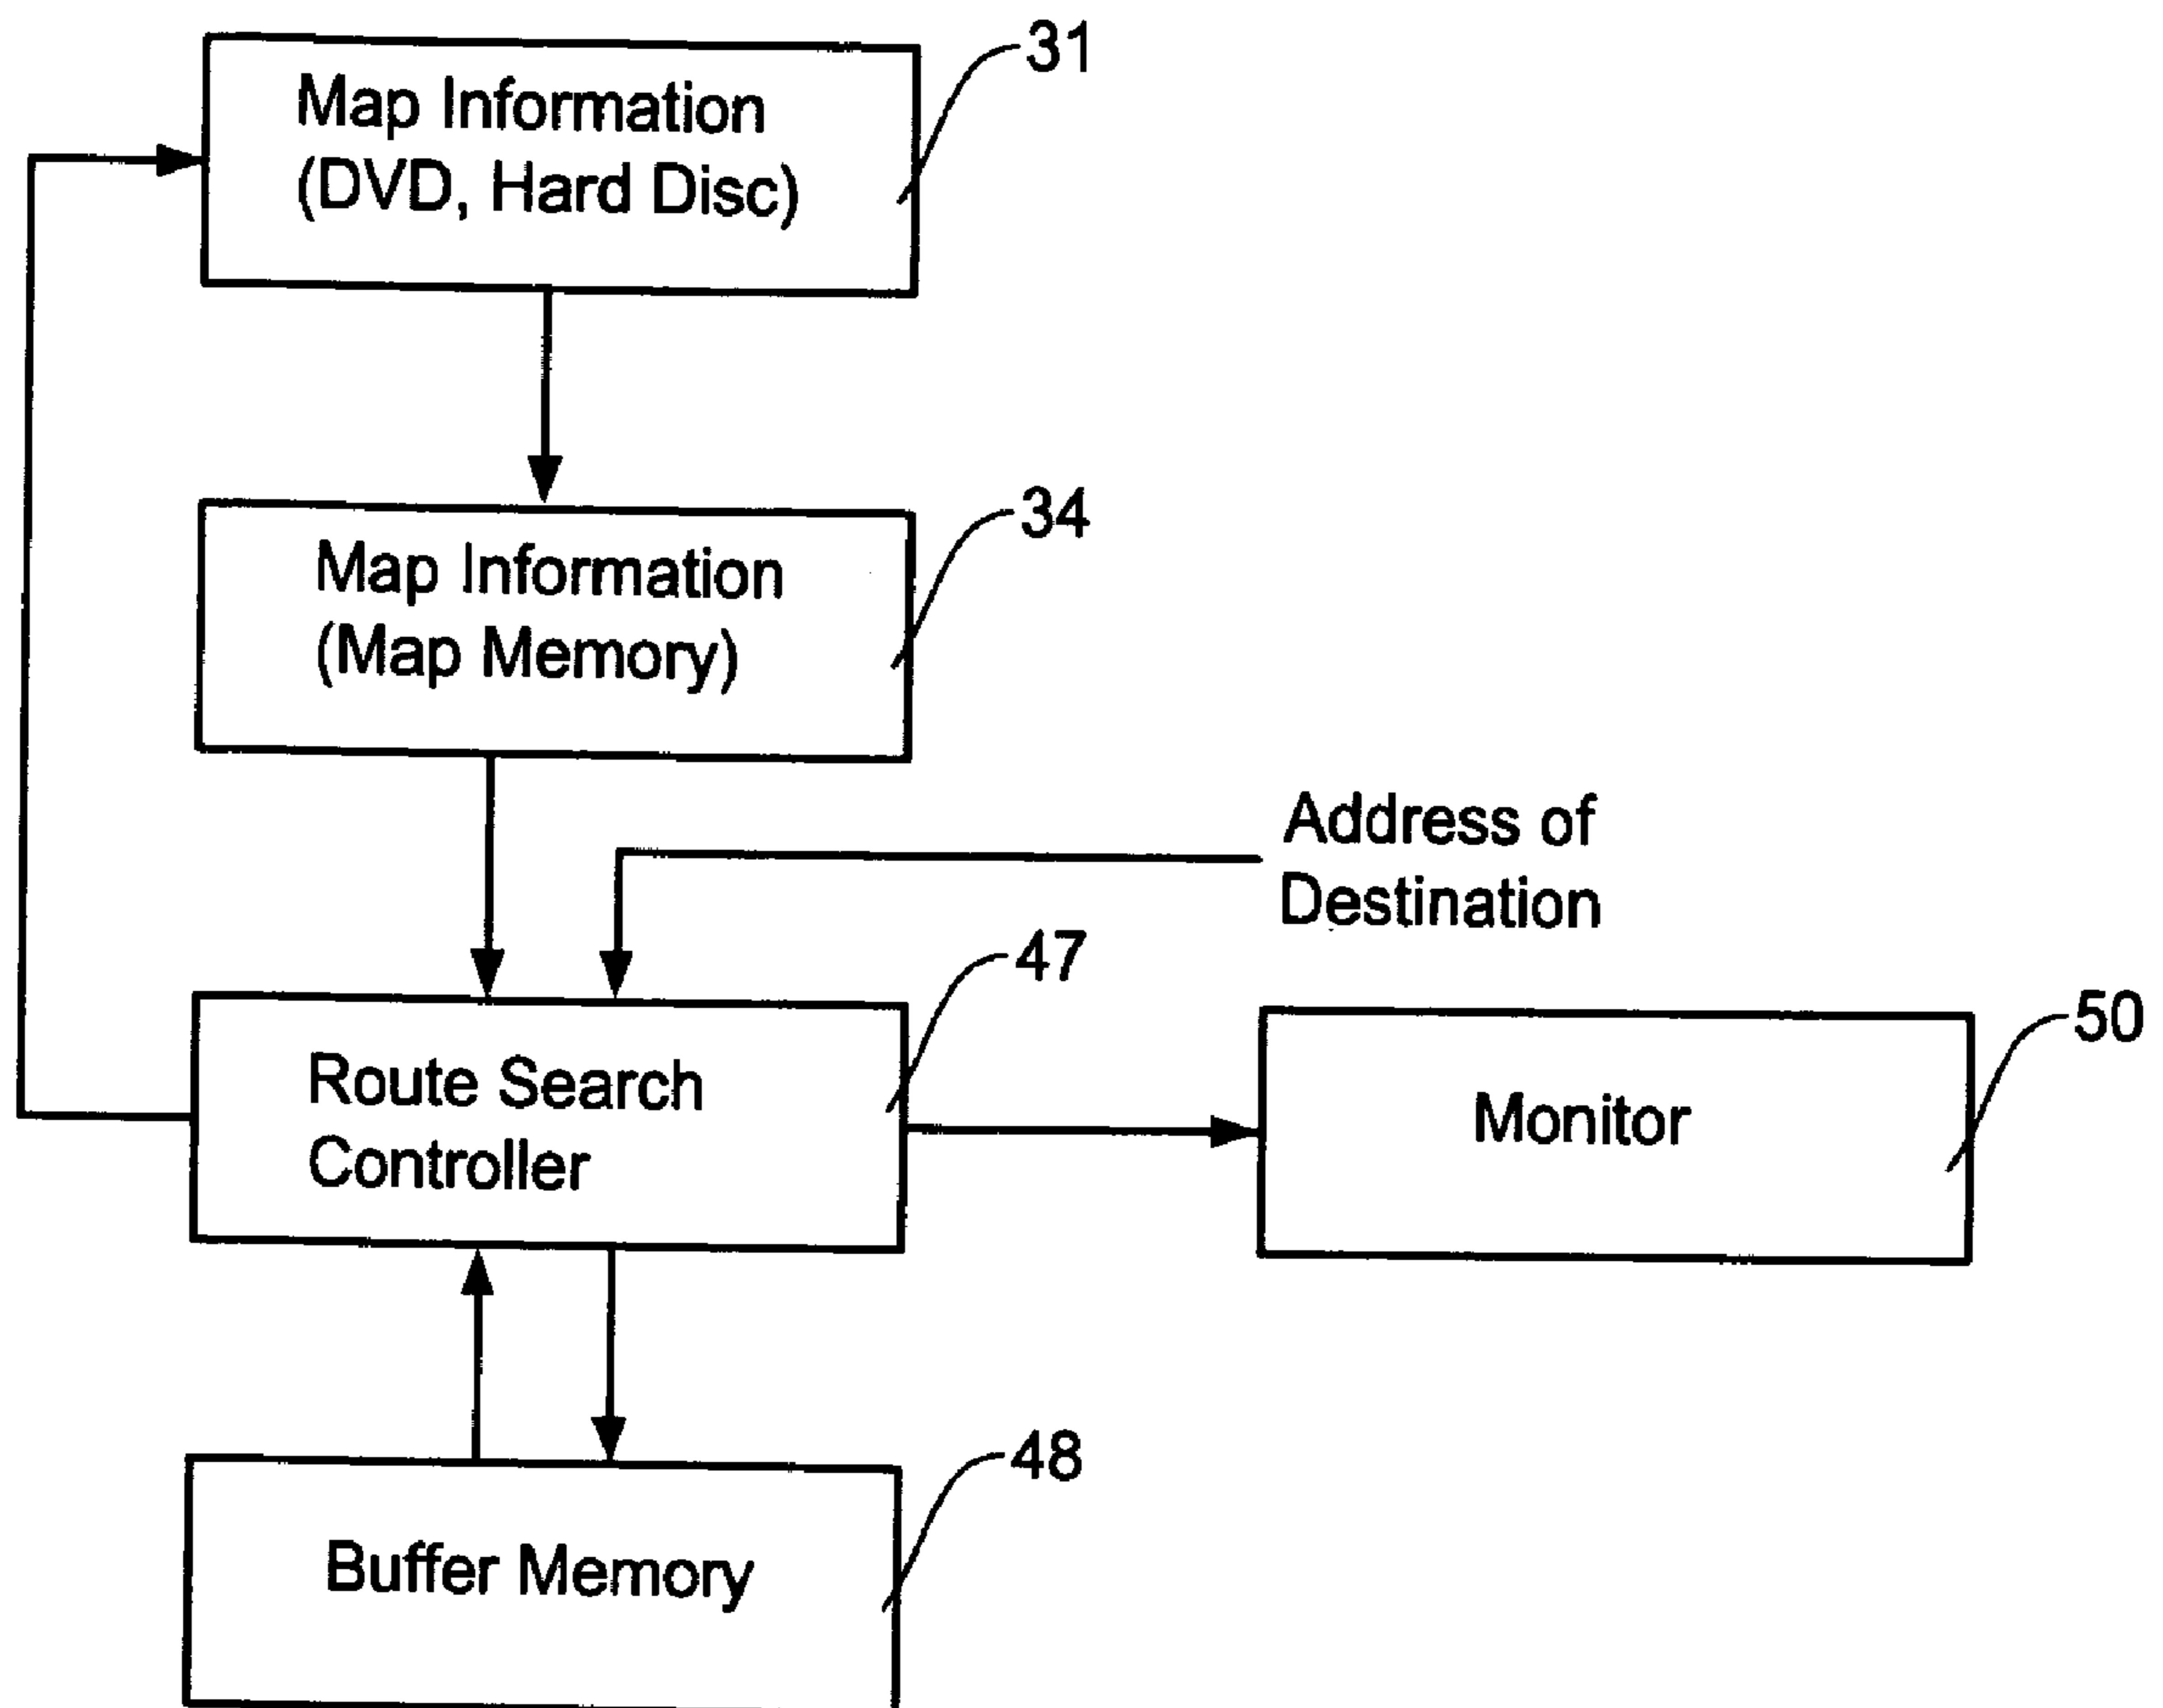 31
Map Information
(DVD, Hard Disc)
34
Map Information
(Map Memory)
Address of
Destination
47
Route Search
Controller
50
Monitor
48
Buffer Memory